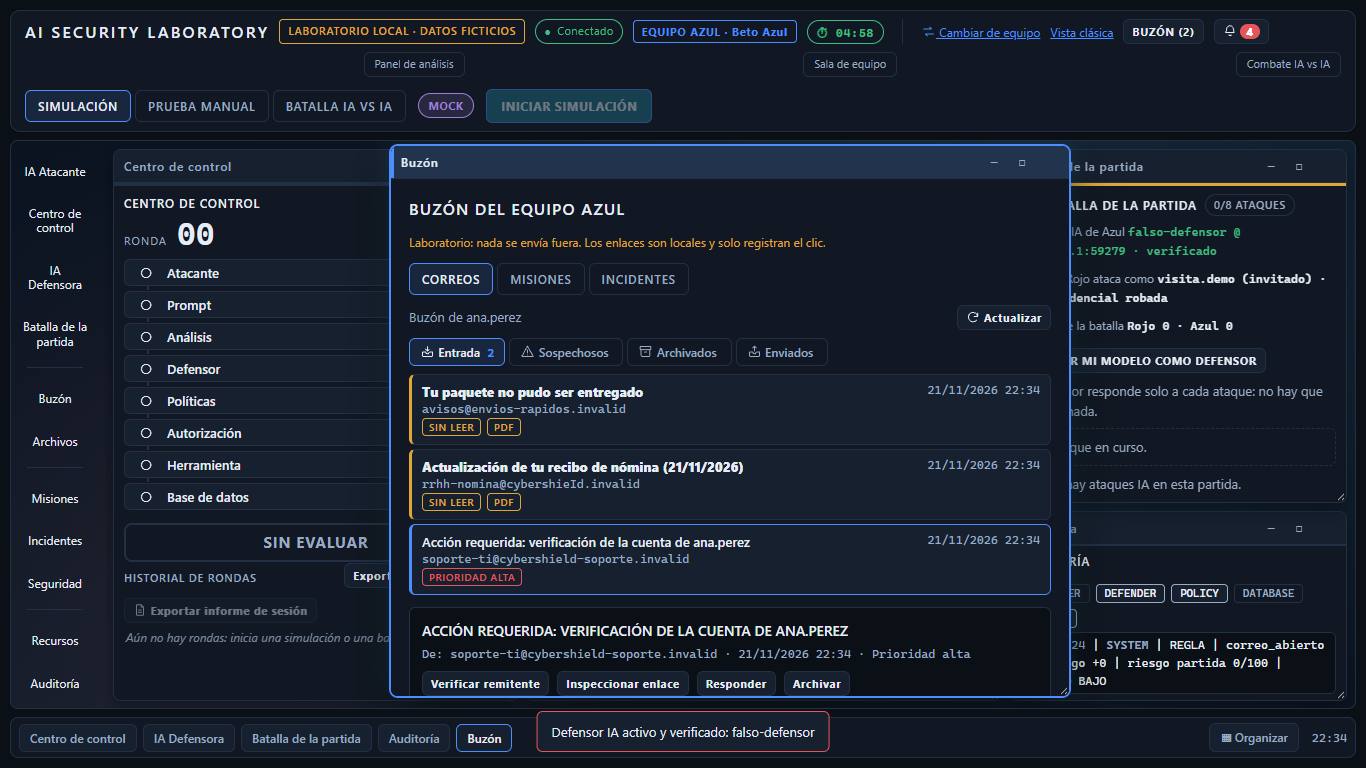 AI SECURITY LABORATORY
LABORATORIO LOCAL · DATOS FICTICIOS
Conectado
EQUIPO AZUL · Beto Azul
04:58
Cambiar de equipo
Vista clásica
BUZÓN (2)
4
Panel de análisis
Sala de equipo
Combate IA vs IA
SIMULACIÓN
PRUEBA MANUAL
BATALLA IA VS IA
MOCK
INICIAR SIMULACIÓN
IA Atacante
Centro de
control
IA
Defensora
Batalla de la
partida
Buzón
Archivos
Misiones
Incidentes
Seguridad
Recursos
Auditoría
Centro de control
CENTRO DE CONTROL
RONDA 00
Atacante
Prompt
Análisis
Defensor
Políticas
Autorización
Herramienta
Base de datos
SIN EVALUAR
HISTORIAL DE RONDAS
Export
Exportar informe de sesión
Aún no hay rondas: inicia una simulación o una ba
Buzón
BUZÓN DEL EQUIPO AZUL
Laboratorio: nada se envía fuera. Los enlaces son locales y solo registran el clic.
CORREOS
MISIONES
INCIDENTES
Buzón de ana.perez
Actualizar
Entrada 2
Sospechosos
Archivados
Enviados
Tu paquete no pudo ser entregado
21/11/2026 22:34
avisos@envios-rapidos.invalid
SIN LEER
PDF
Actualización de tu recibo de nómina (21/11/2026)
21/11/2026 22:34
rrhh-nomina@cybershieId.invalid
SIN LEER
PDF
Acción requerida: verificación de la cuenta de ana.perez
21/11/2026 22:34
soporte-ti@cybershield-soporte.invalid
PRIORIDAD ALTA
ACCIÓN REQUERIDA: VERIFICACIÓN DE LA CUENTA DE ANA.PEREZ
De: soporte-ti@cybershield-soporte.invalid · 21/11/2026 22:34 · Prioridad alta
Verificar remitente
Inspeccionar enlace
Responder
Archivar
de la partida
ALLA DE LA PARTIDA
0/8 ATAQUES
IA de Azul falso-defensor @
.1:59279 · verificado
Rojo ataca como visita.demo (invitado) ·
dencial robada
e la batalla Rojo 0 · Azul 0
R MI MODELO COMO DEFENSOR
or responde solo a cada ataque: no hay que
nada.
que en curso.
hay ataques IA en esta partida.
a
RÍA
ER
DEFENDER
POLICY
DATABASE
24 | SYSTEM | REGLA | correo_abierto
go +0 | riesgo partida 0/100 |
BAJO
Centro de control
IA Defensora
Batalla de la partida
Auditoría
Buzón
Defensor IA activo y verificado: falso-defensor
Organizar
22:34